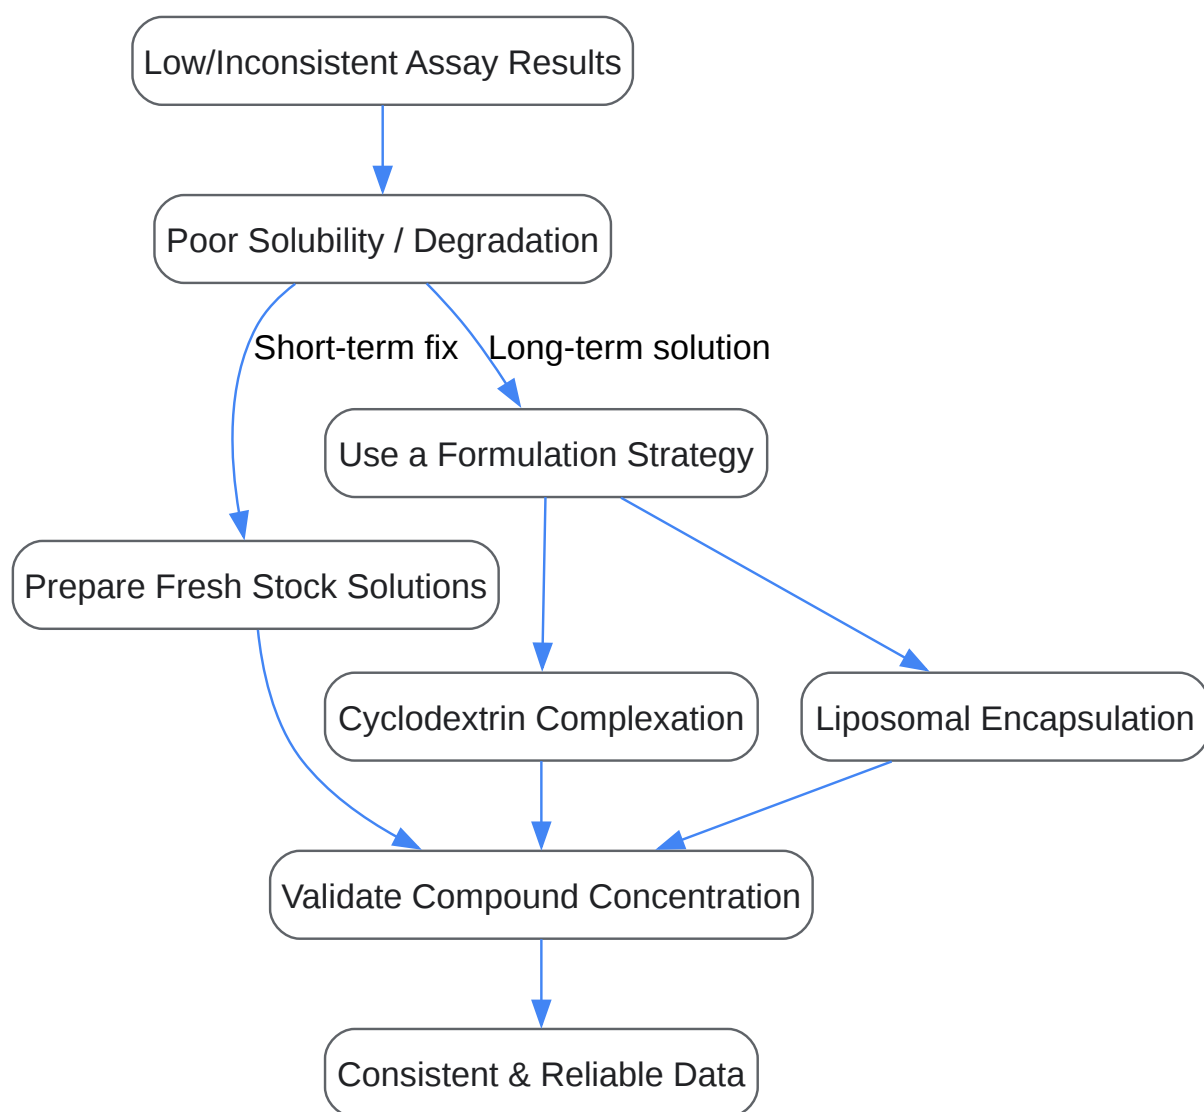 Low/Inconsistent Assay Results
Poor Solubility / Degradation
Short-term fix
Long-term solution
Use a Formulation Strategy
Prepare Fresh Stock Solutions
Cyclodextrin Complexation
Liposomal Encapsulation
Validate Compound Concentration
Consistent & Reliable Data